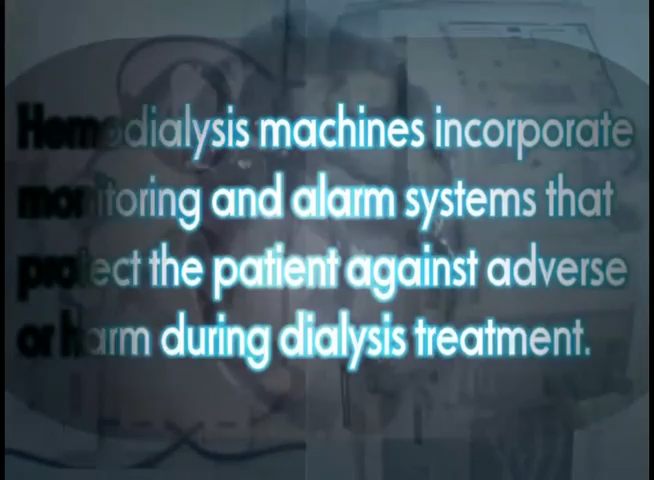 Hemodialysis machines incorporate
monitoring and alarm systems that
protect the patient against adverse
or harm during dialysis treatment.